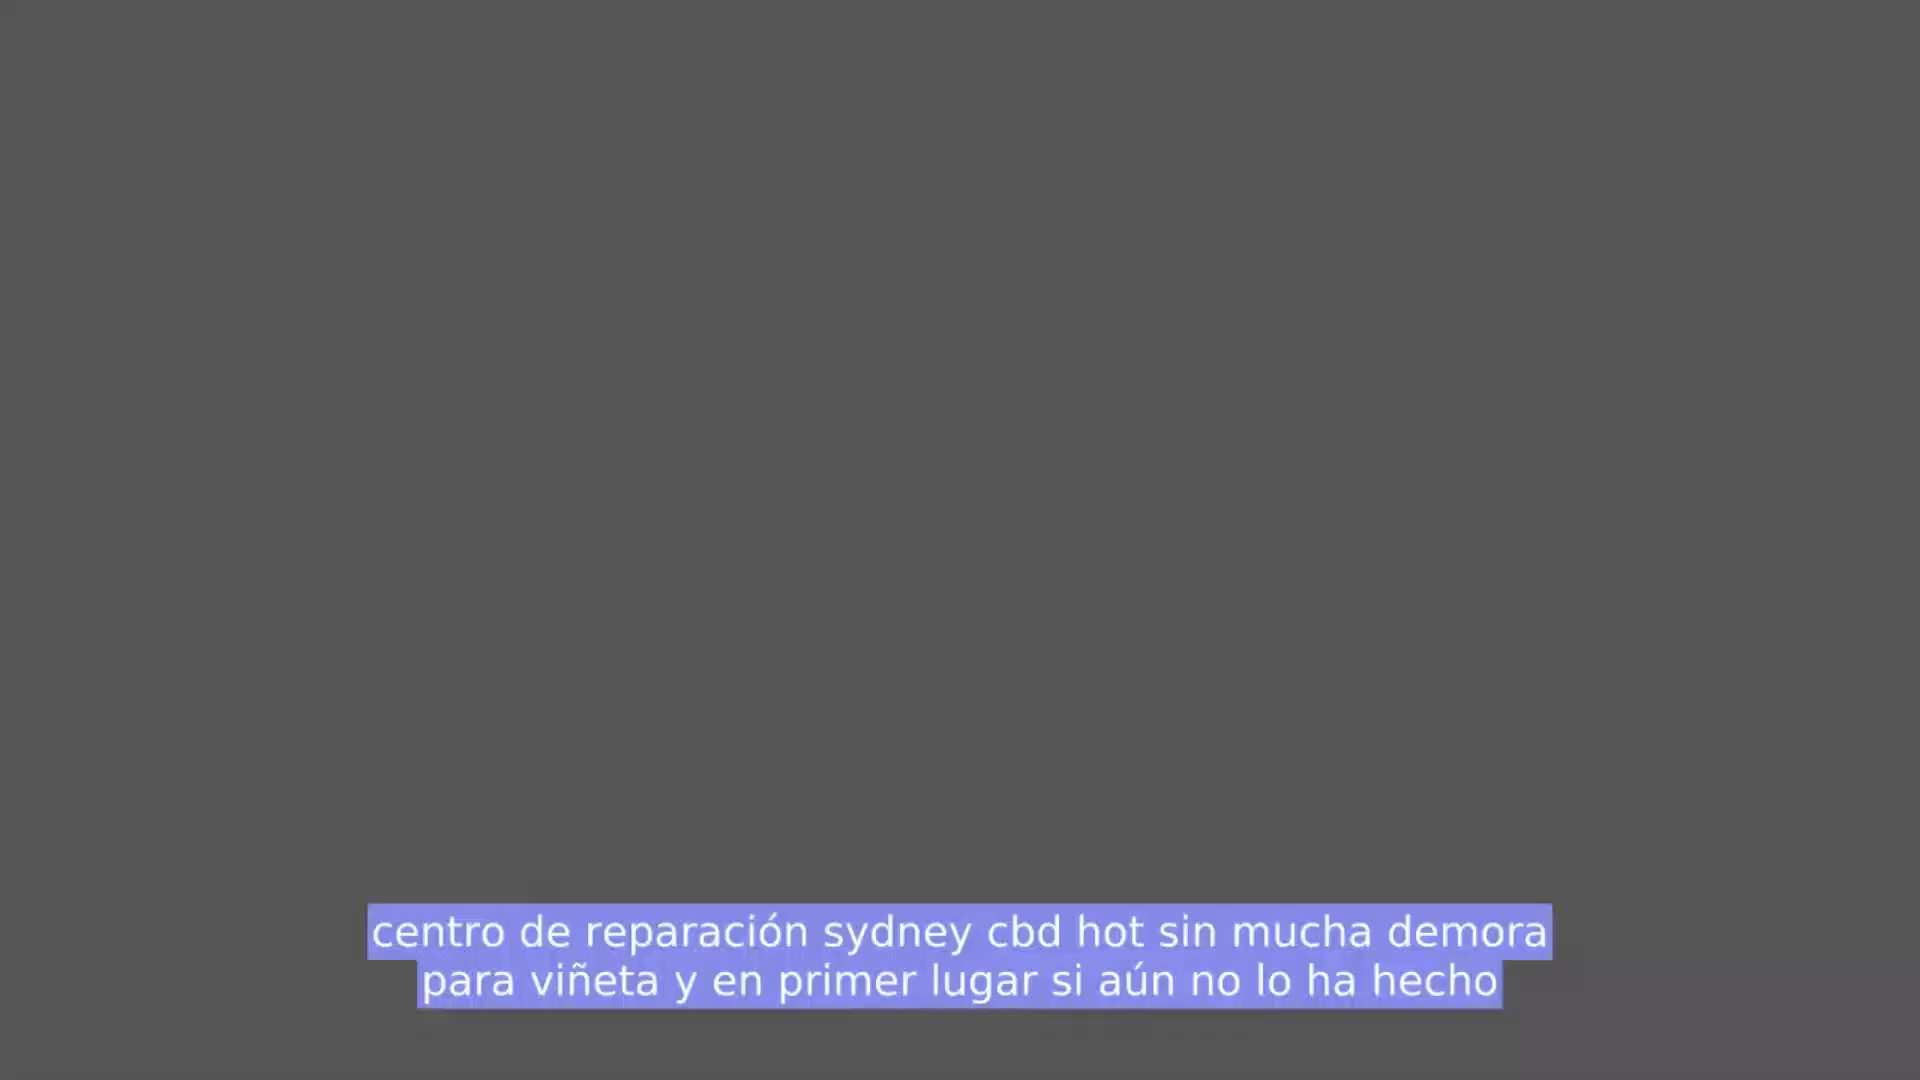 centro de reparación sydney cbd hot sin mucha demora
para viñeta y en primer lugar si aún no lo ha hecho